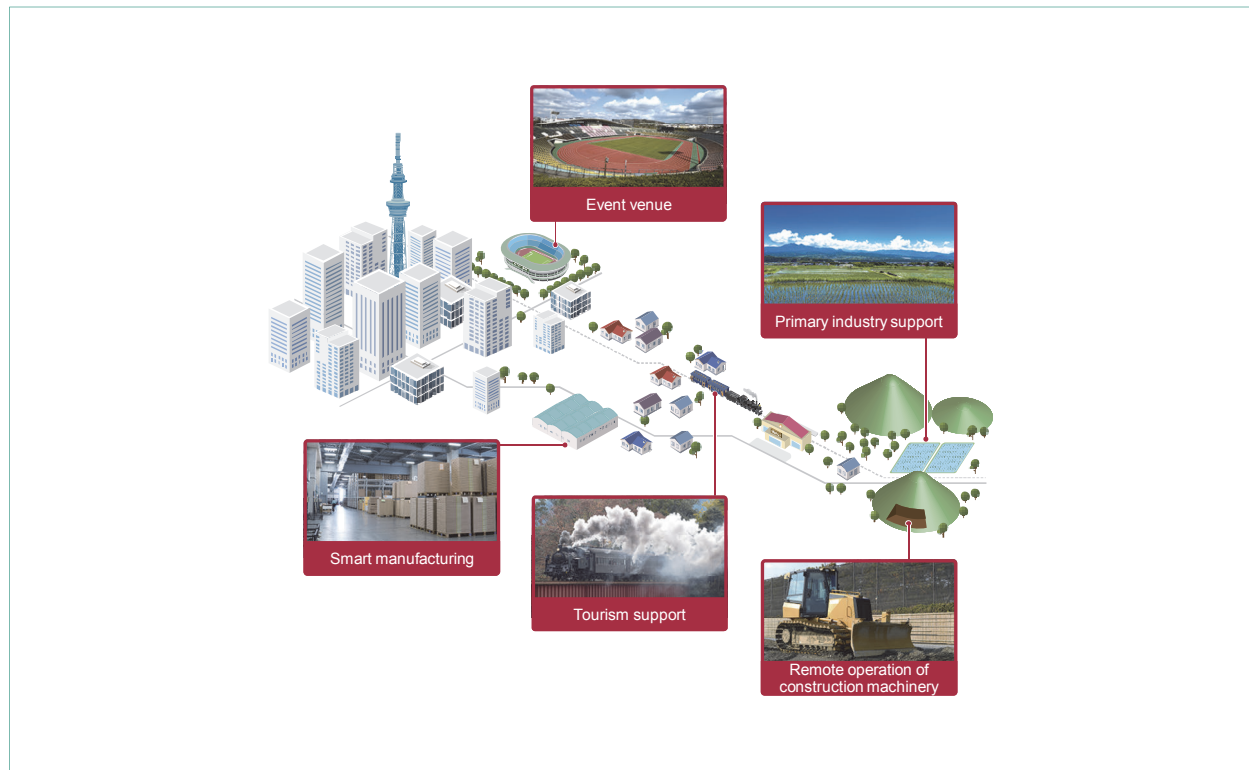 Event venue
Primary industry support
Smart manufacturing
Tourism support
Remote operation of
construction machinery